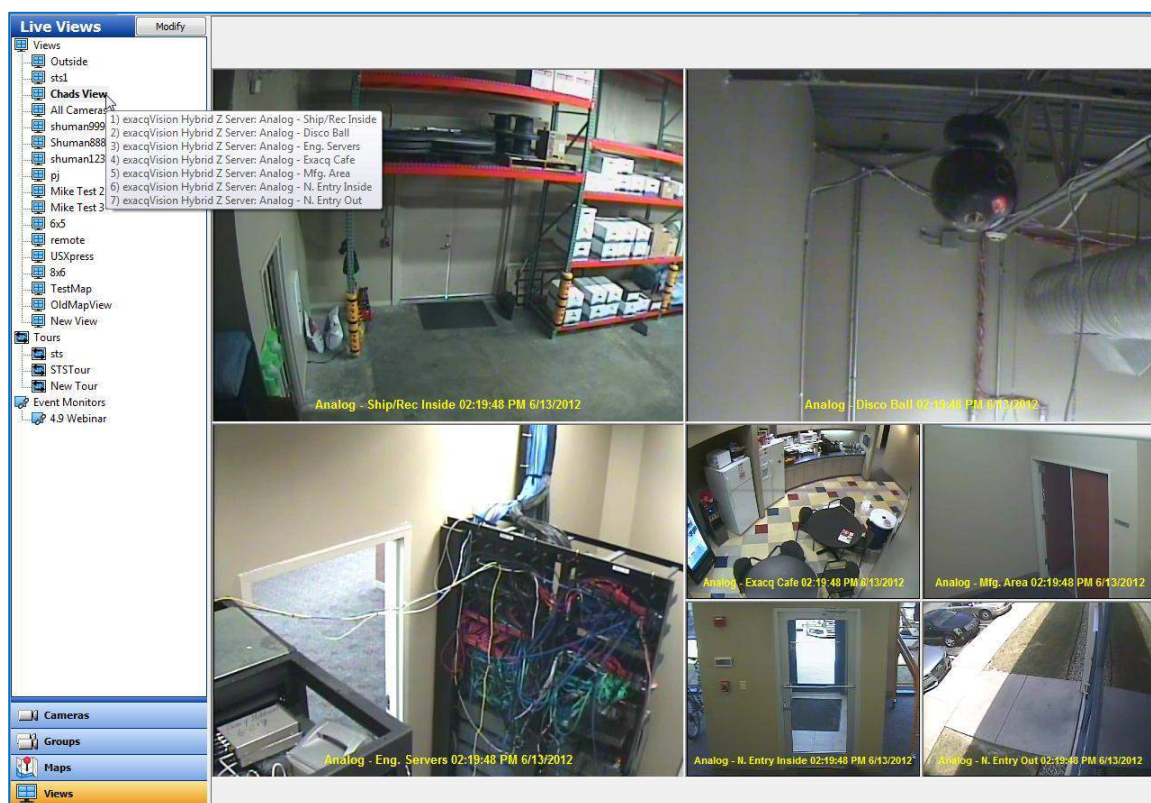 Live Views
Modify
Views
Outside
sts1
Chads View
All Cameras
shuman999
Shuman888
shuman123
pj
Mike Test 2
Mike Test 3
6x5
remote
USXpress
8x6
TestMap
OldMapView
New View
Tours
sts
STSTour
New Tour
Event Monitors
4.9 Webinar
1) exacqVision Hybrid Z Server: Analog - Ship/Rec Inside
2) exacqVision Hybrid Z Server: Analog - Disco Ball
3) exacqVision Hybrid Z Server: Analog - Eng. Servers
4) exacqVision Hybrid Z Server: Analog - Exacq Cafe
5) exacqVision Hybrid Z Server: Analog - Mfg. Area
6) exacqVision Hybrid Z Server: Analog - N. Entry Inside
7) exacqVision Hybrid Z Server: Analog - N. Entry Out
Cameras
Groups
Maps
Views
Analog - Ship/Rec Inside 02:19:48 PM 6/13/2012
Analog - Disco Ball 02:19:48 PM 6/13/2012
Analog - Eng. Servers 02:19:48 PM 6/13/2012
Analog - Exacq Cafe 02:19:48 PM 6/13/2012
Analog - Mfg. Area 02:19:48 PM 6/13/2012
Analog - N. Entry Inside 02:19:48 PM 6/13/2012
Analog - N. Entry Out 02:19:48 PM 6/13/2012